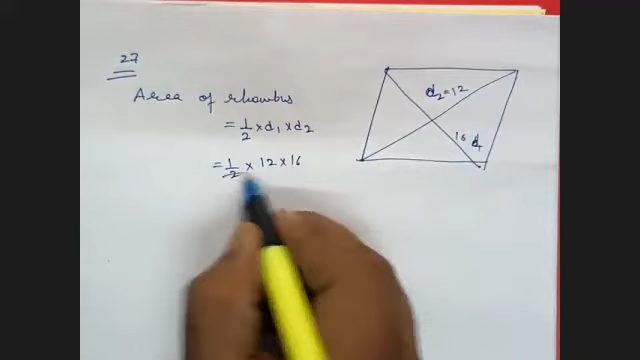 27
Area of rhombus
= 1/2 × d1 × d2
= 1/2 × 12 × 16
d2 = 12
16 d1